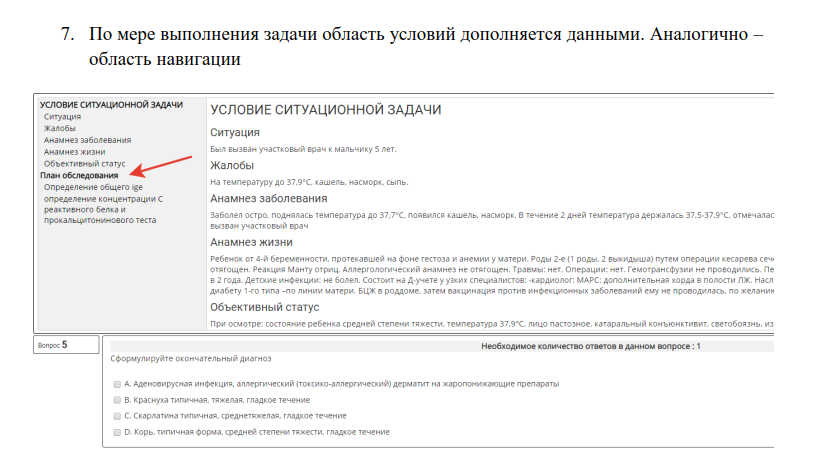 7. По мере выполнения задачи область условий дополняется данными. Аналогично –
область навигации
УСЛОВИЕ СИТУАЦИОННОЙ ЗАДАЧИ
Ситуация
Жалобы
Анамнез заболевания
Анамнез жизни
Объективный статус
План обследования
Определение общего ige
определение концентрации С
реактивного белка и
прокальцитонинового теста
УСЛОВИЕ СИТУАЦИОННОЙ ЗАДАЧИ
Ситуация
Был вызван участковый врач к мальчику 5 лет.
Жалобы
На температуру до 37,9°С, кашель, насморк, сыпь.
Анамнез заболевания
Заболел остро, поднялась температура до 37,7°С, появился кашель, насморк. В течение 2 дней температура держалась 37,5-37,9°С, отмечалас
вызван участковый врач
Анамнез жизни
Ребенок от 4-й беременности, протекавшей на фоне гестоза и анемии у матери. Роды 2-е (1 роды, 2 выкидыша) путем операции кесарева сеч
отягощен. Реакция Манту отриц. Аллергологический анамнез не отягощен. Травмы: нет. Операции: нет. Гемотрансфузии не проводились. Пе
в 2 года. Детские инфекции: не болел. Состоит на Д-учете у узких специалистов: -кардиолог: МАРС: дополнительная хорда в полости ЛЖ. Насл
диабету 1-го типа –по линии матери. БЦЖ в роддоме, затем вакцинация против инфекционных заболеваний ему не проводилась, по желани
Объективный статус
При осмотре: состояние ребенка средней степени тяжести, температура 37,9°С, лицо пастозное, катаральный конъюнктивит, светобоязнь, из
Вопрос 5
Необходимое количество ответов в данном вопросе : 1
Сформулируйте окончательный диагноз
A. Аденовирусная инфекция, аллергический (токсико-аллергический) дерматит на жаропонижающие препараты
B. Краснуха типичная, тяжелая, гладкое течение
C. Скарлатина типичная, среднетяжелая, гладкое течение
D. Корь, типичная форма, средней степени тяжести, гладкое течение